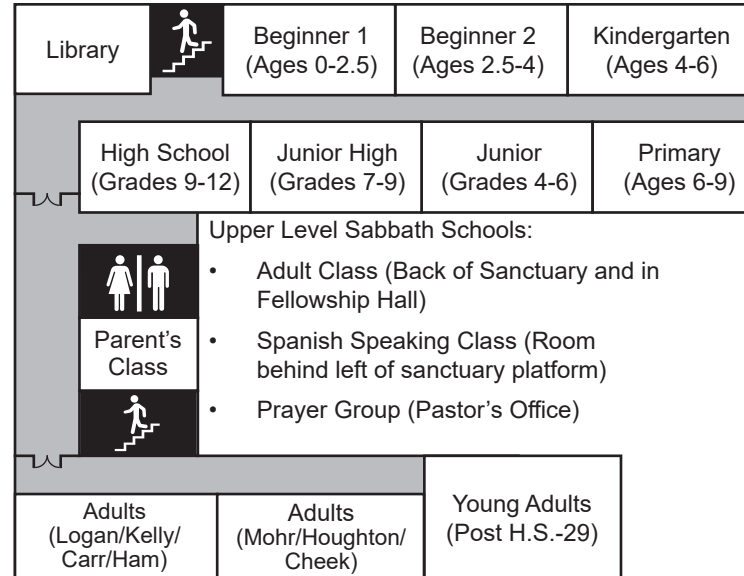 Library
Beginner 1
(Ages 0-2.5)
Beginner 2
(Ages 2.5-4)
Kindergarten
(Ages 4-6)
High School
(Grades 9-12)
Junior High
(Grades 7-9)
Junior
(Grades 4-6)
Primary
(Ages 6-9)
Upper Level Sabbath Schools:
• Adult Class (Back of Sanctuary and in
Fellowship Hall)
• Spanish Speaking Class (Room
behind left of sanctuary platform)
• Prayer Group (Pastor's Office)
Parent's
Class
Adults
(Logan/Kelly/
Carr/Ham)
Adults
(Mohr/Houghton/
Cheek)
Young Adults
(Post H.S.-29)